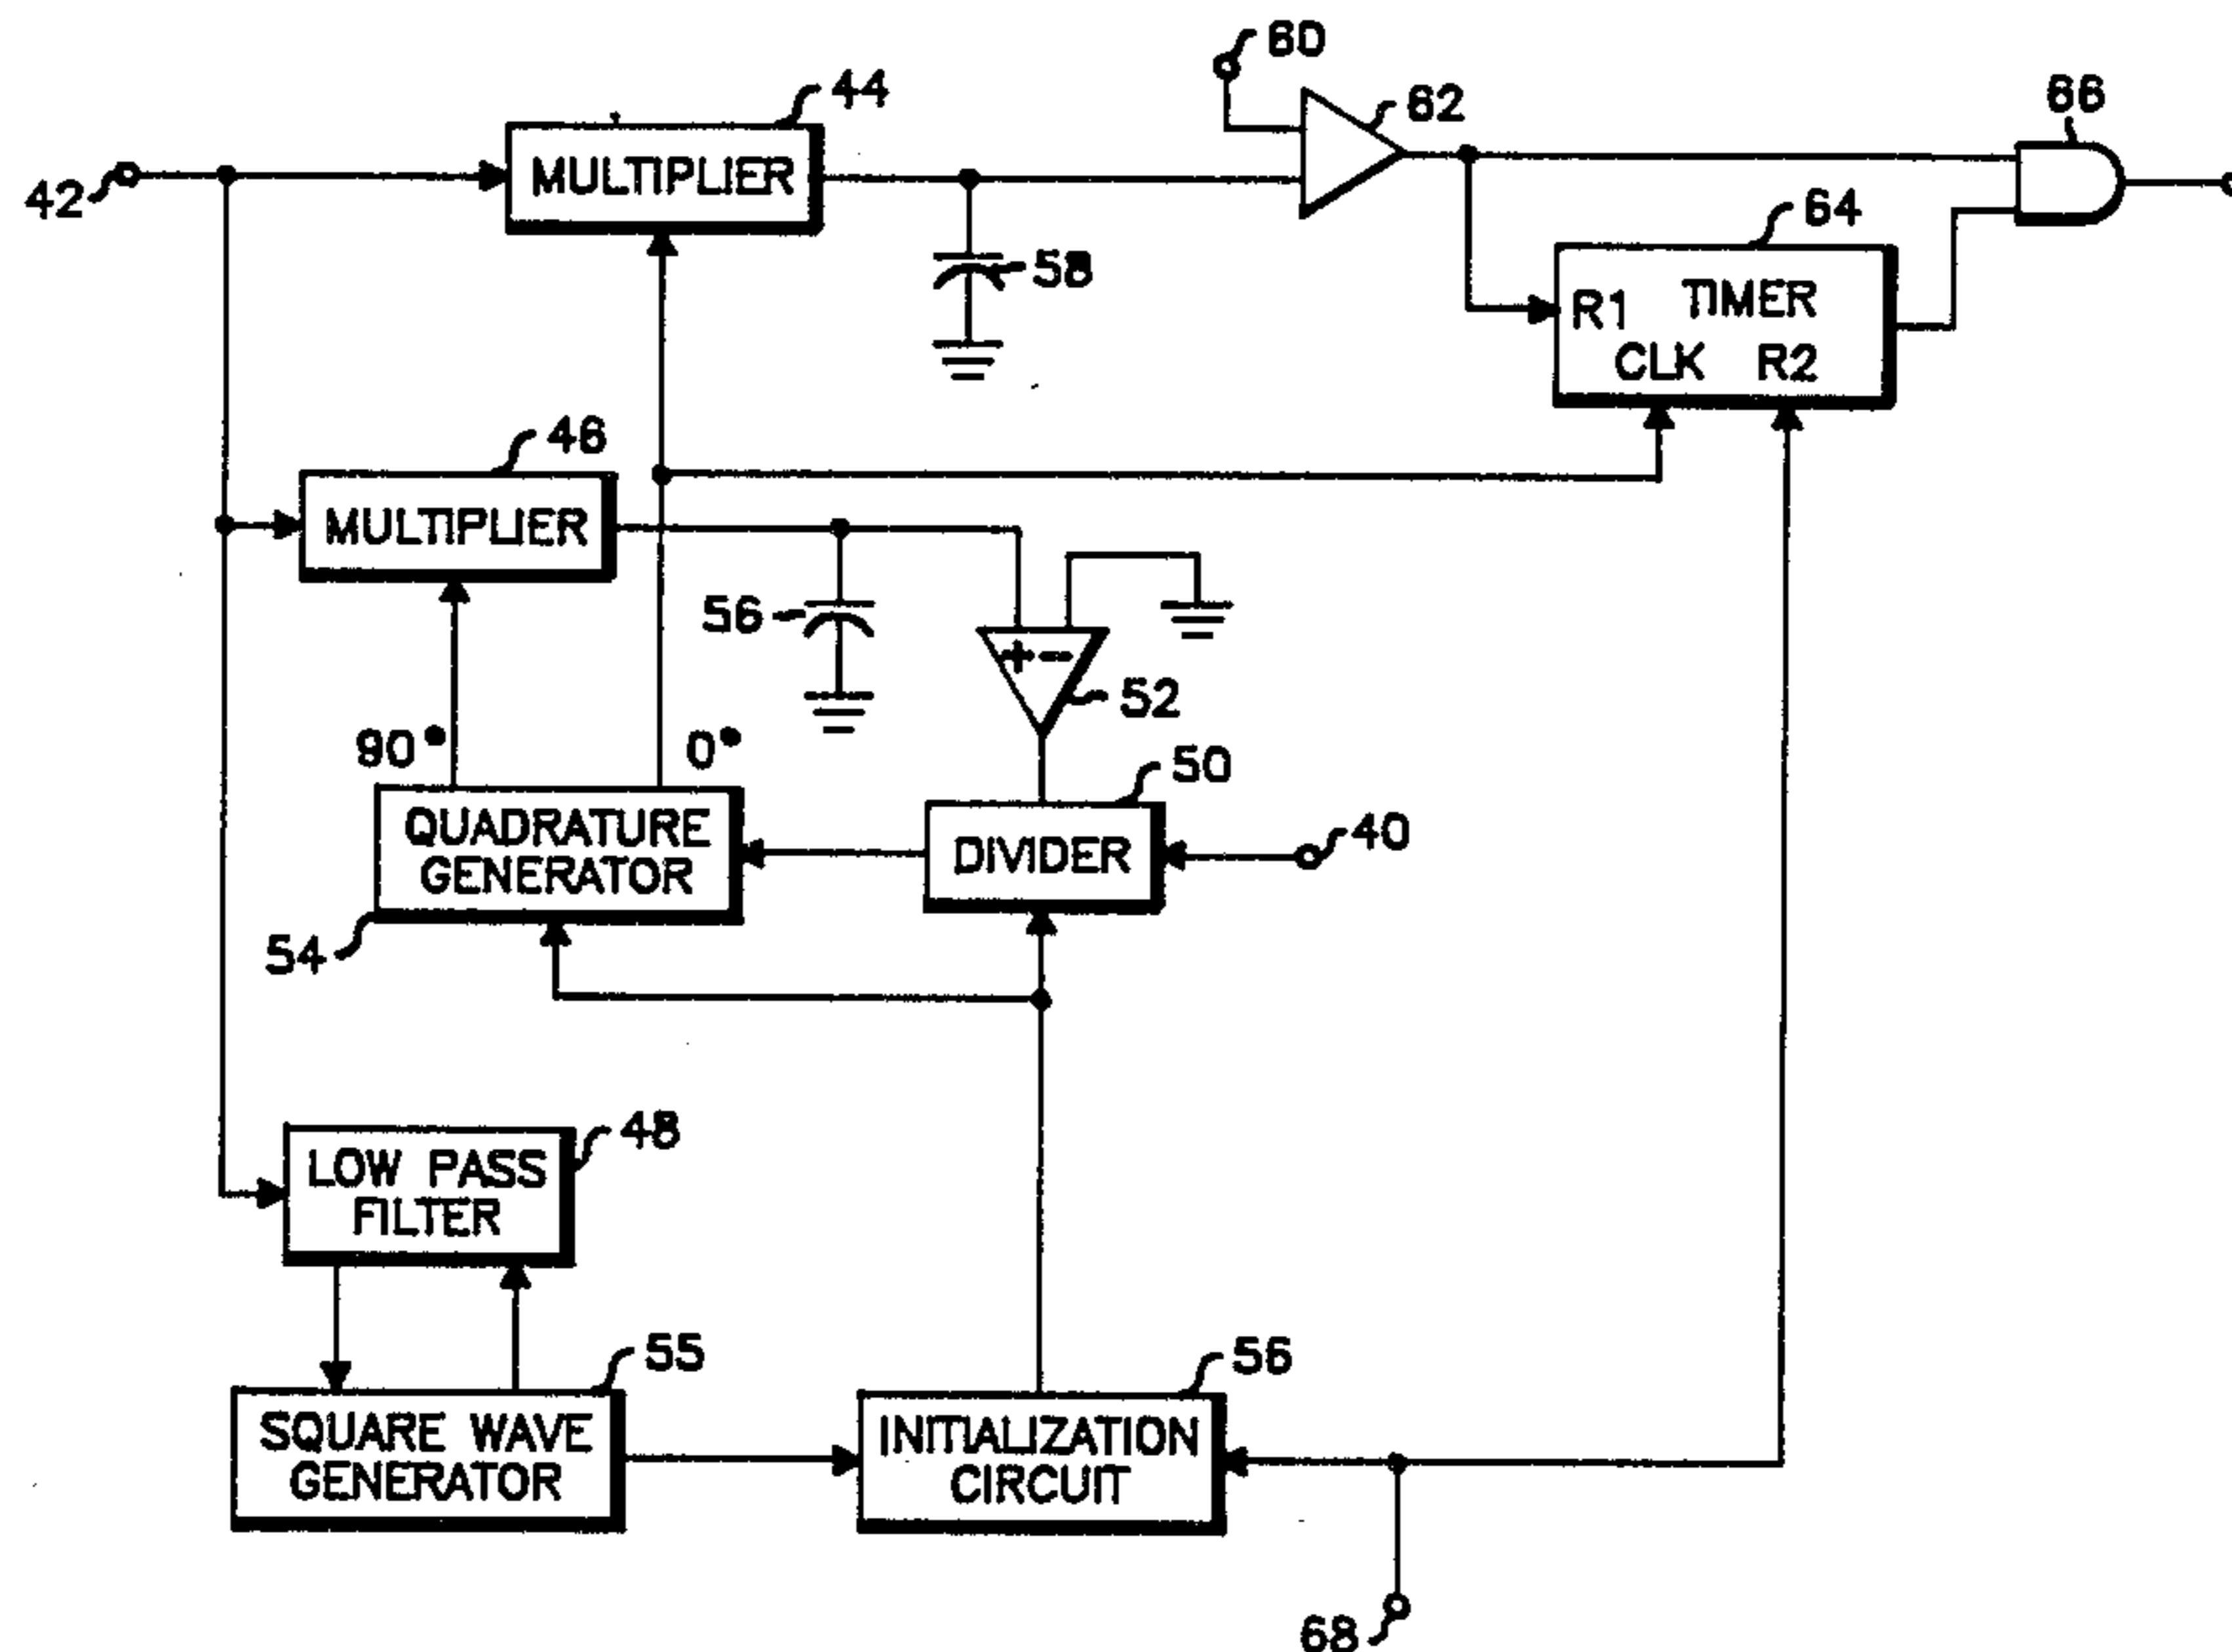 60
44
62
66
42
MULTIPLIER
64
58
R1 TIMER
CLK R2
46
MULTIPLIER
56
+ -
52
90°
0°
50
QUADRATURE
GENERATOR
DIVIDER
40
54
48
LOW PASS
FILTER
55
56
SQUARE WAVE
GENERATOR
INITIALIZATION
CIRCUIT
68